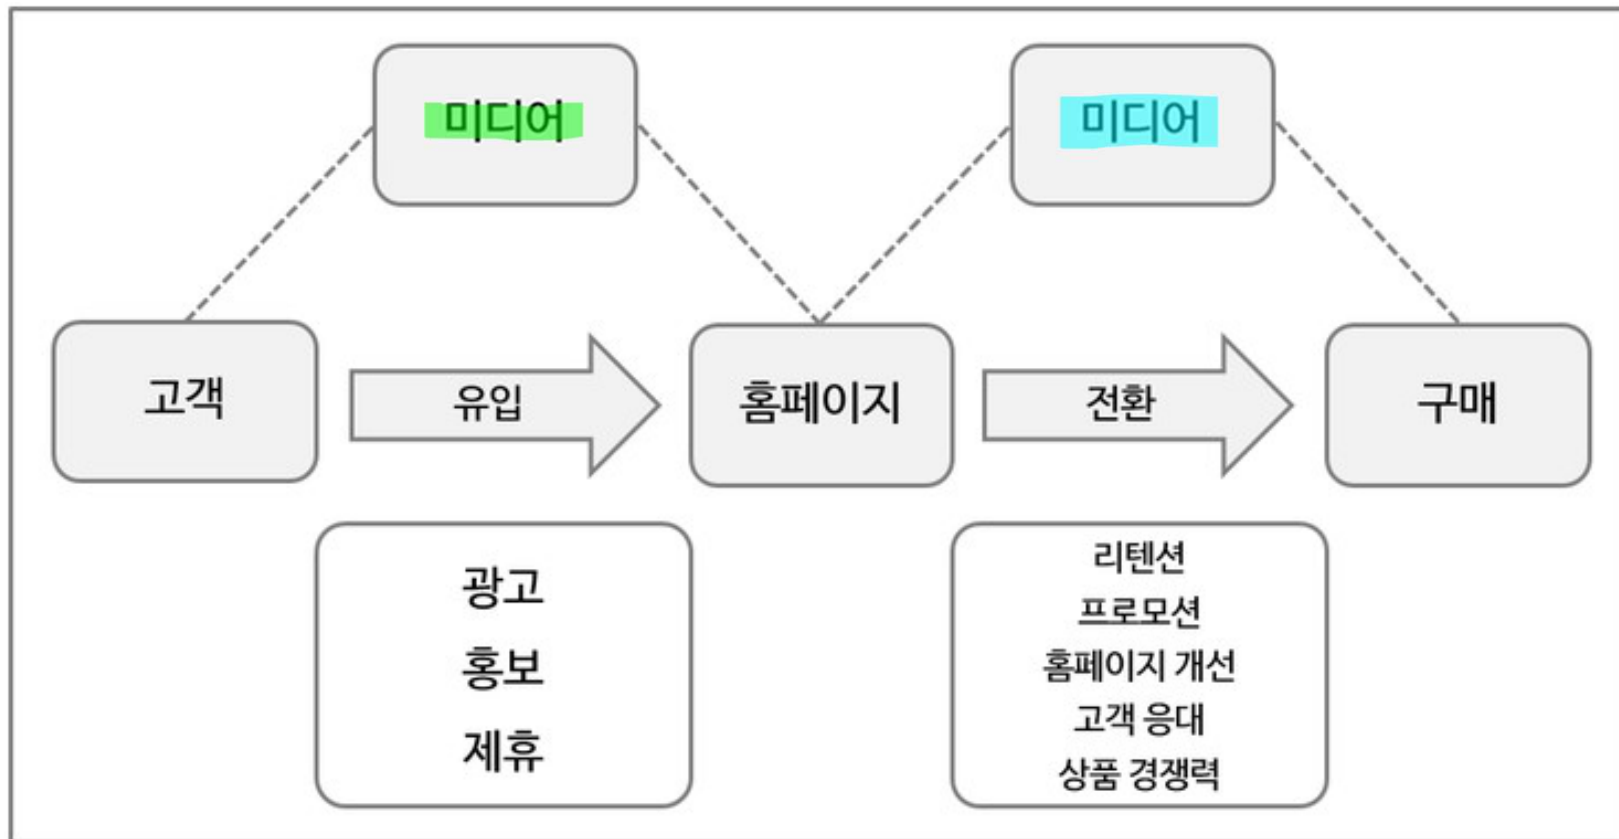 미디어
미디어
고객
유입
홈페이지
전환
구매
광고
홍보
제휴
리텐션
프로모션
홈페이지 개선
고객 응대
상품 경쟁력